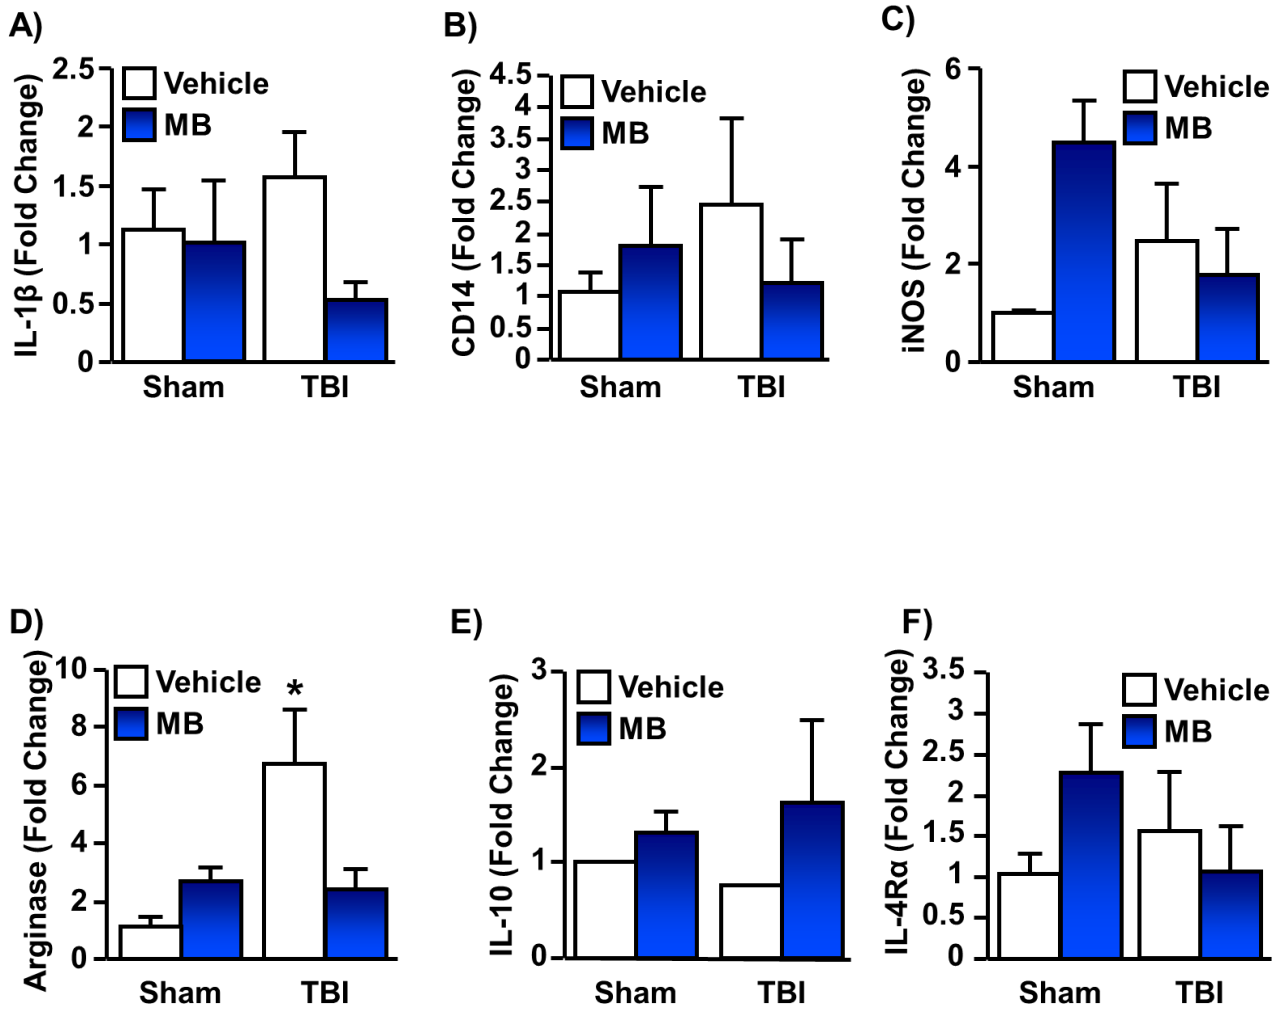 A)
IL-1β (Fold Change)
2.5
2
1.5
1
0.5
0
Vehicle
MB
Sham
TBI
B)
CD14 (Fold Change)
4.5
4
3.5
3
2.5
2
1.5
1
0.5
0
Vehicle
MB
Sham
TBI
C)
iNOS (Fold Change)
6
4
2
0
Vehicle
MB
Sham
TBI
D)
Arginase (Fold Change)
10
8
6
4
2
0
Vehicle
MB
*
Sham
TBI
E)
IL-10 (Fold Change)
3
2
1
0
Vehicle
MB
Sham
TBI
F)
IL-4Rα (Fold Change)
3.5
3
2.5
2
1.5
1
0.5
0
Vehicle
MB
Sham
TBI